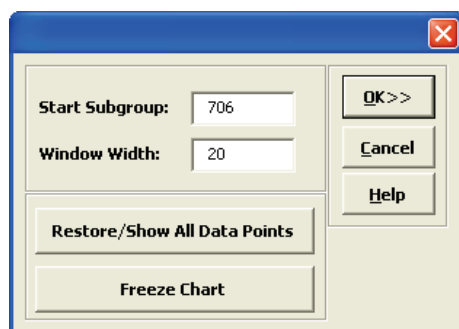 Start Subgroup: 706
Window Width: 20
OK>>
Cancel
Help
Restore/Show All Data Points
Freeze Chart